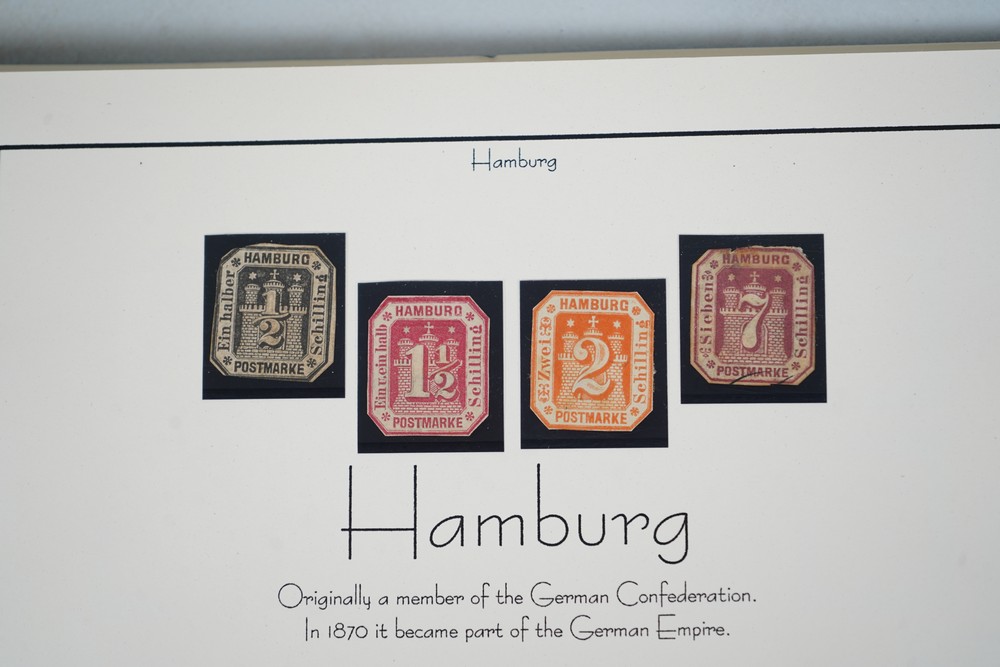 Hamburg
HAMBURG
Ein halber
1/2
Schilling
POSTMARKE
HAMBURG
Ein u. ein halb
1 1/2
Schilling
POSTMARKE
HAMBURG
Zwei
2
Schilling
POSTMARKE
HAMBURG
Sieben
7
Schilling
POSTMARKE
Hamburg
Originally a member of the German Confederation.
In 1870 it became part of the German Empire.